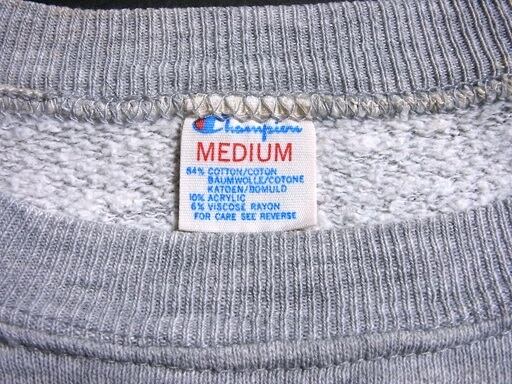 Champion
MEDIUM
84% COTTON/COTON
BAUMWOLLE/COTONE
KATOEN/BOMULD
10% ACRYLIC
6% VISCOSE RAYON
FOR CARE SEE REVERSE